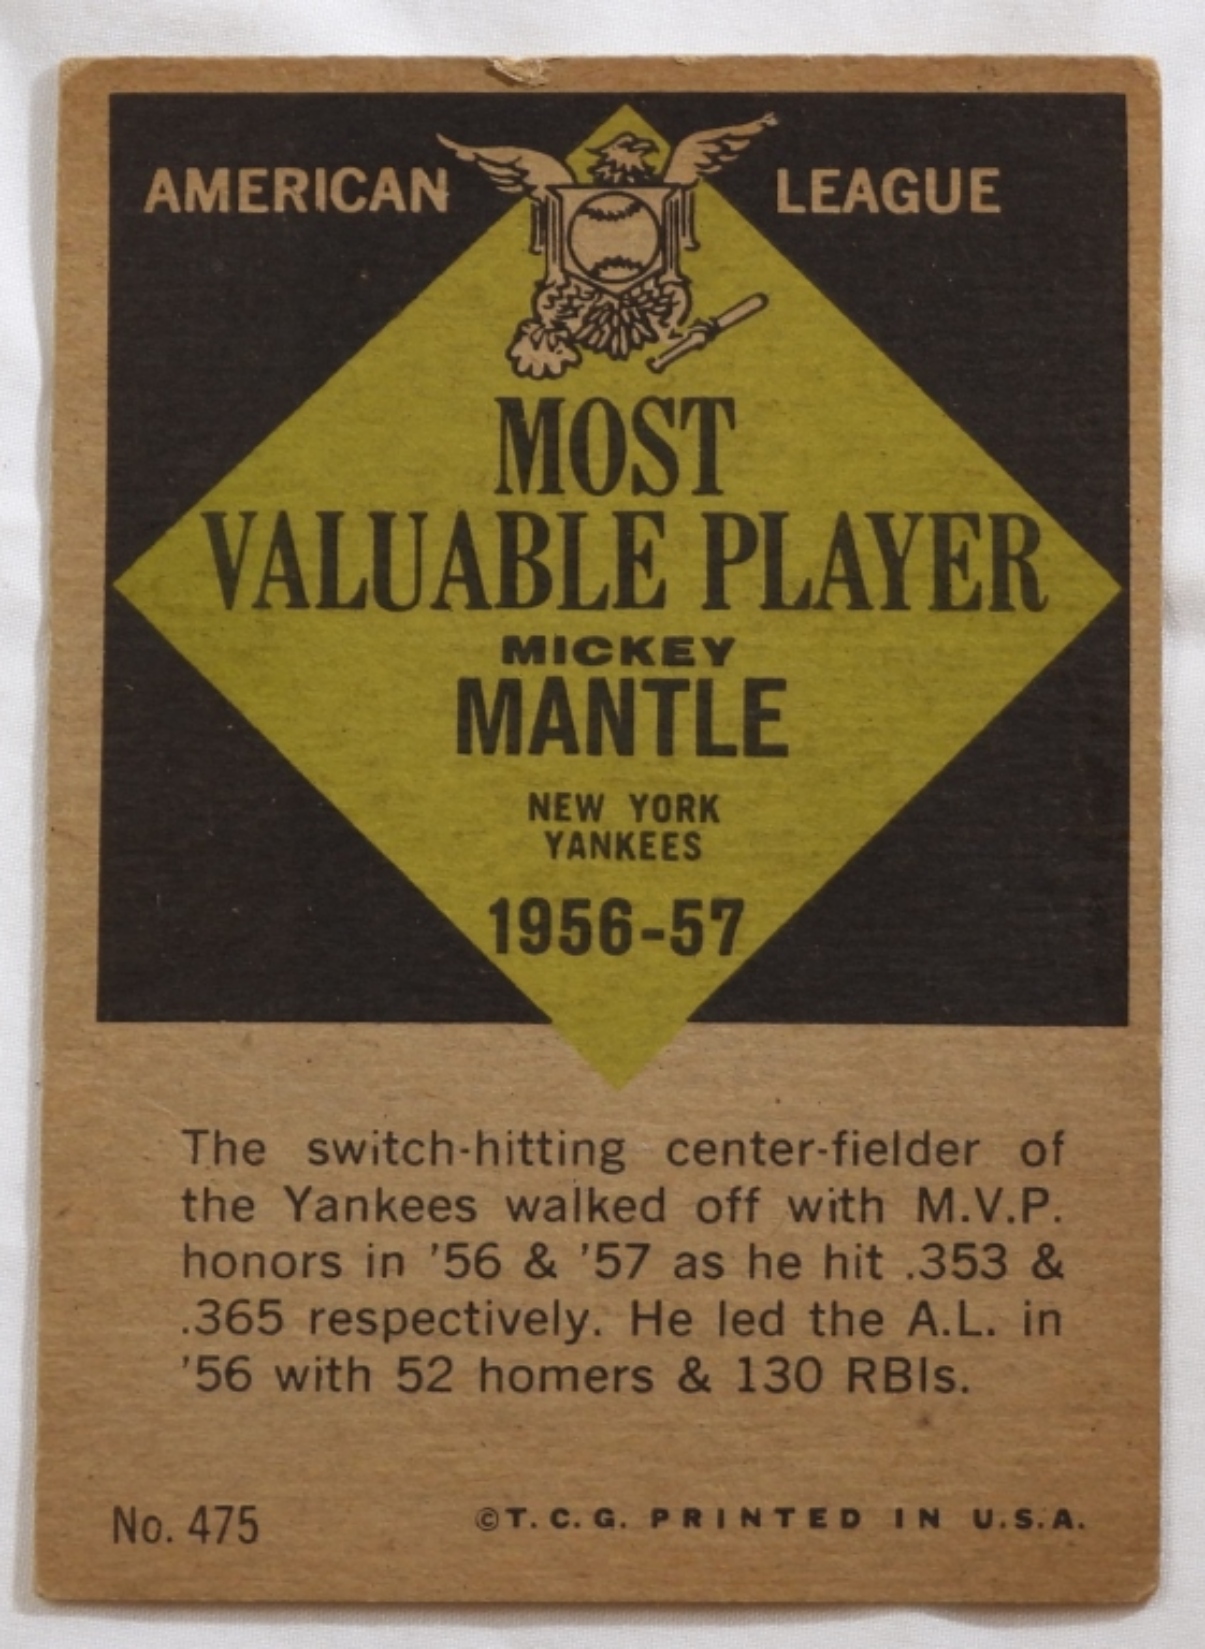 AMERICAN LEAGUE
MOST
VALUABLE PLAYER
MICKEY
MANTLE
NEW YORK
YANKEES
1956-57
The switch-hitting center-fielder of
the Yankees walked off with M.V.P.
honors in '56 & '57 as he hit .353 &
.365 respectively. He led the A.L. in
'56 with 52 homers & 130 RBIs.
No. 475 ©T.C.G. PRINTED IN U.S.A.